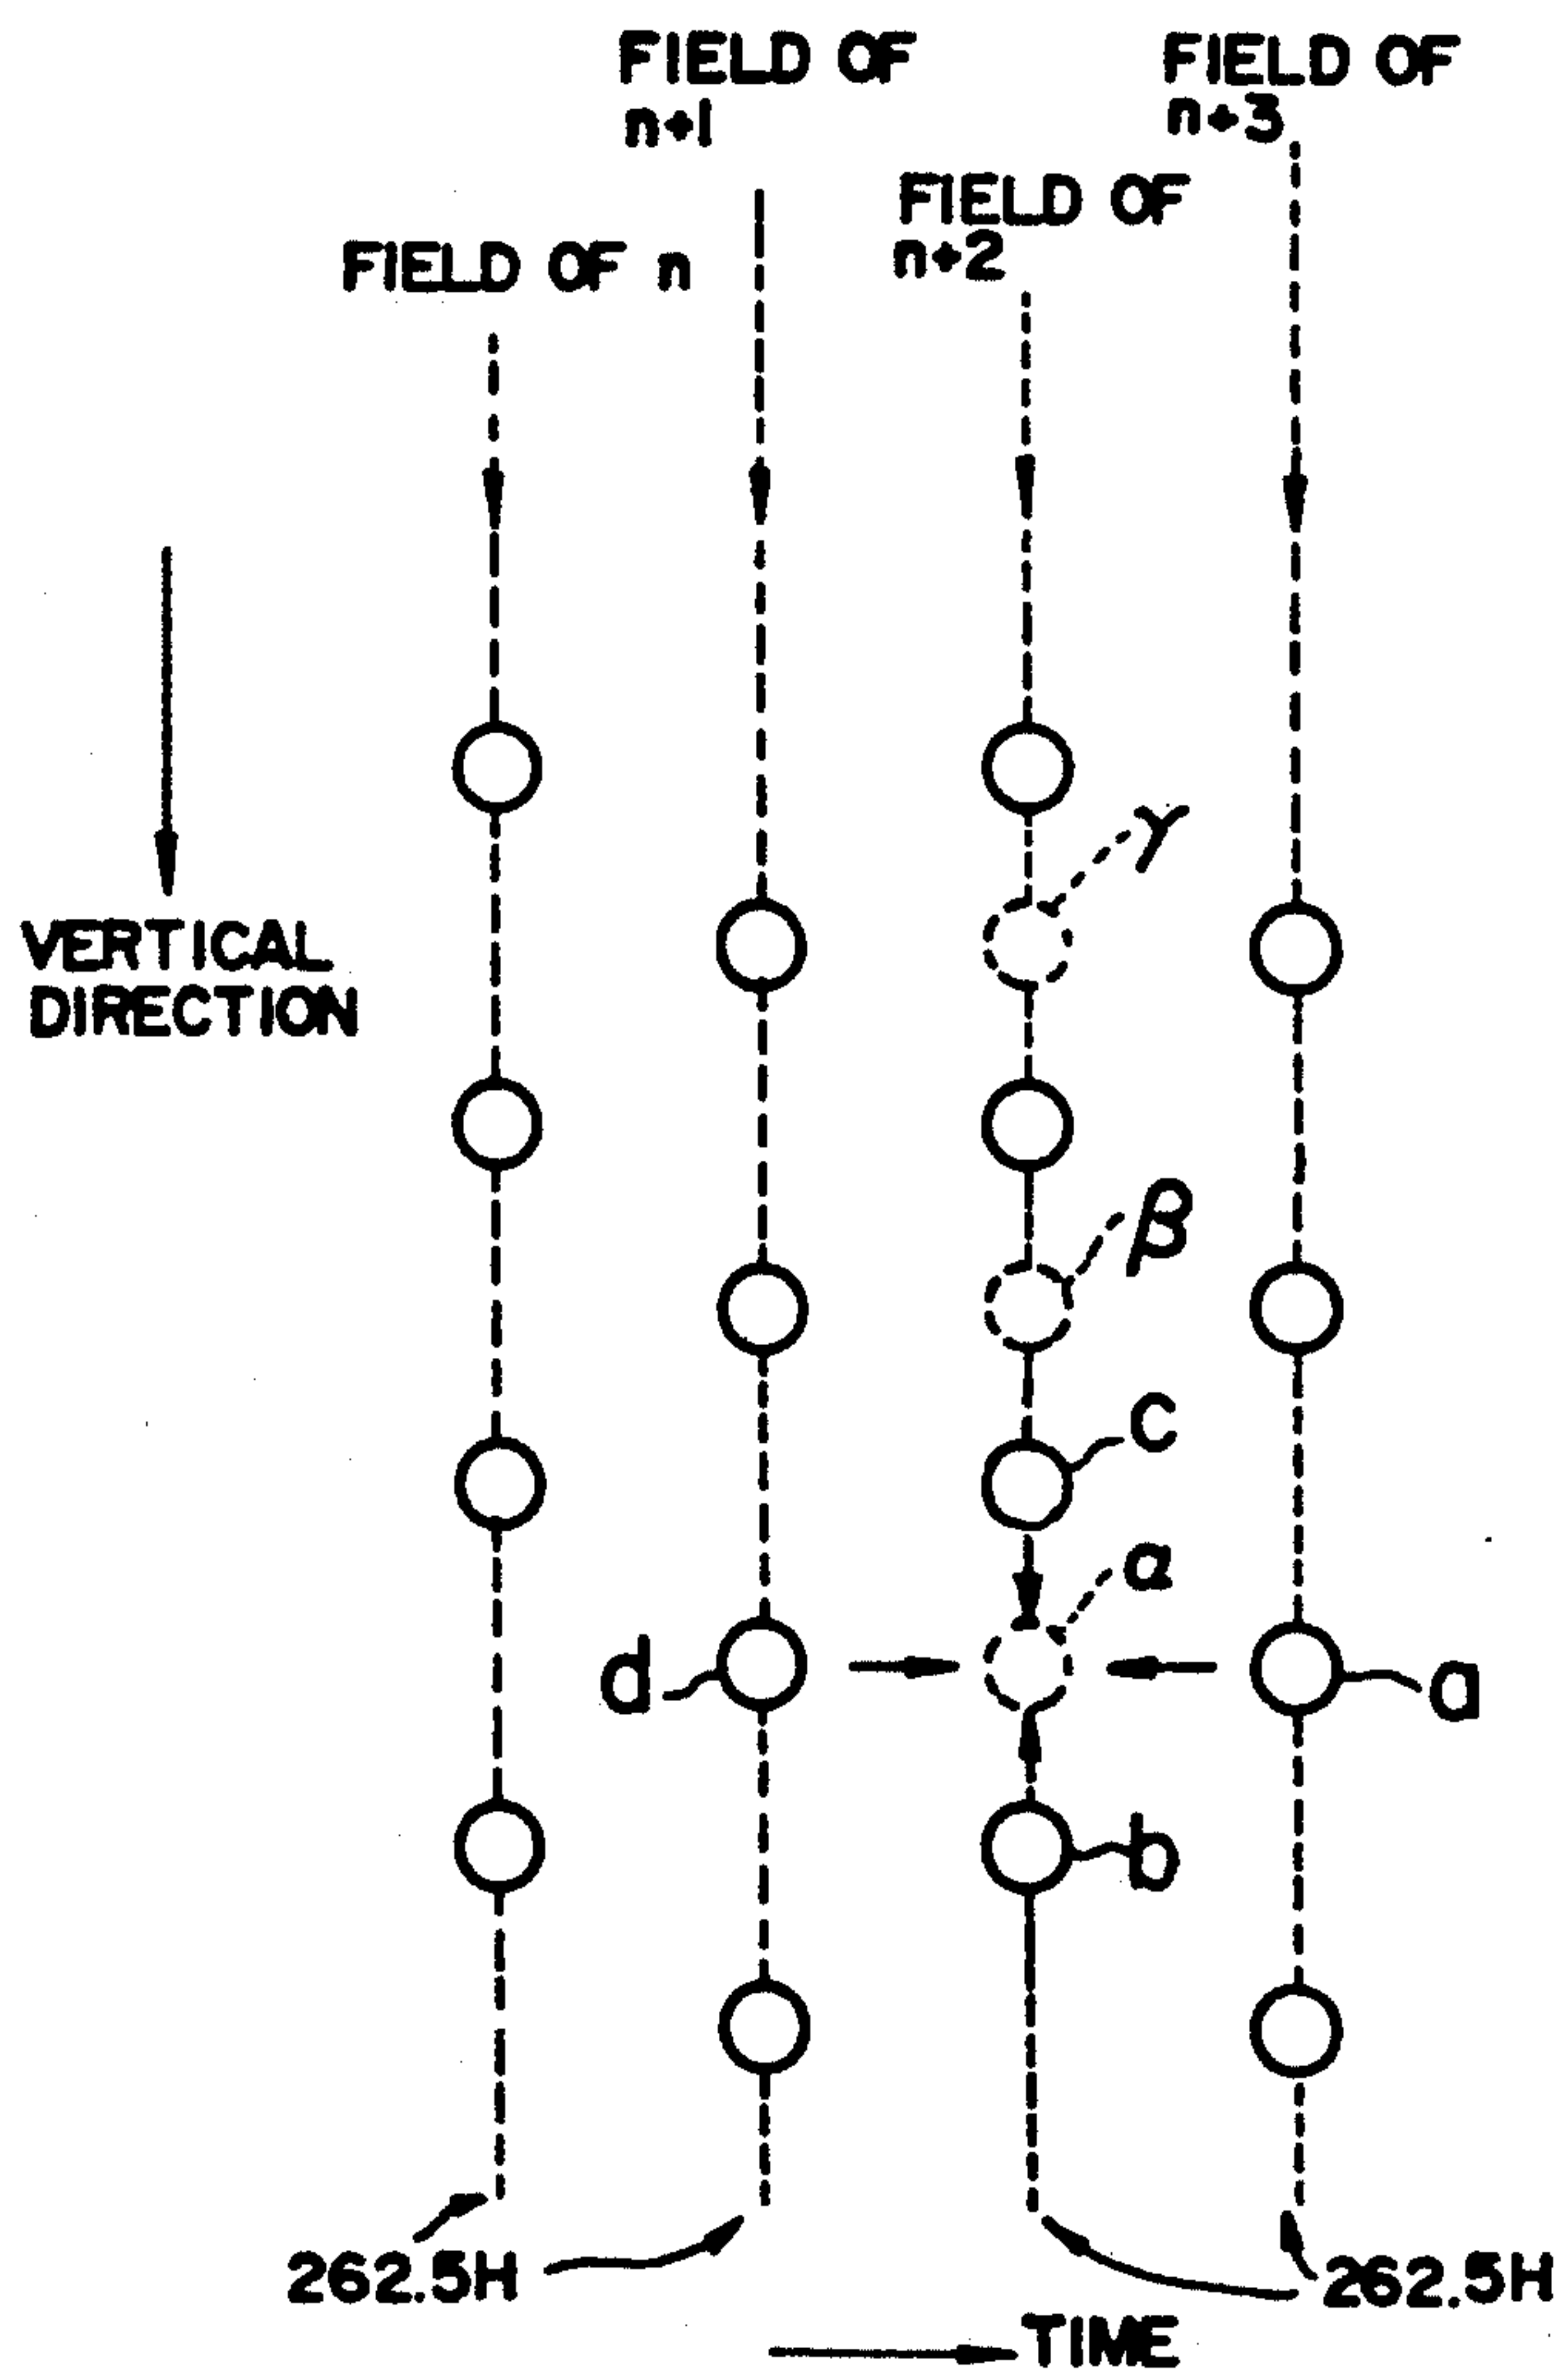 FIELD OF
n+1
FIELD OF
n+3
FIELD OF
n+2
FIELD OF n
γ
VERTICAL
DIRECTION
β
c
α
d
a
b
262.5H
262.5H
TIME